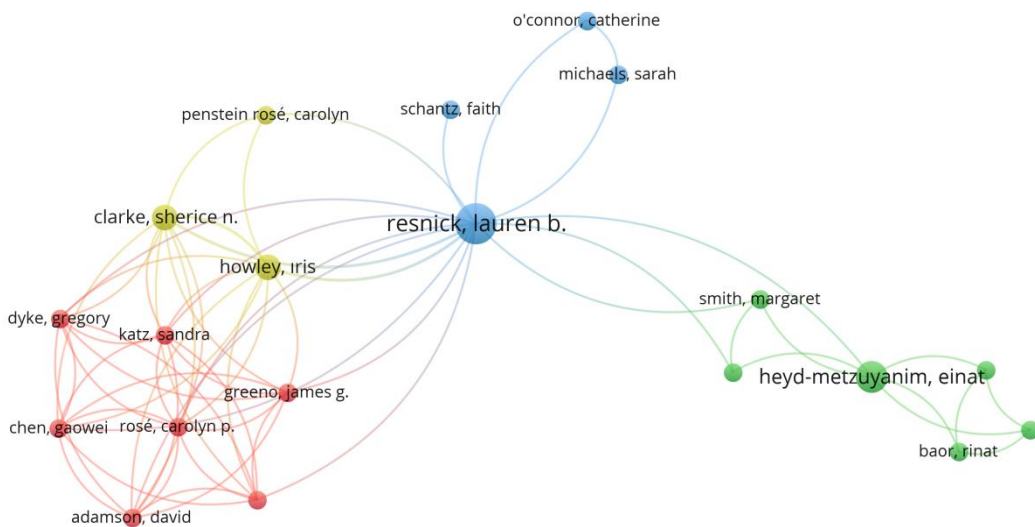 o'connor, catherine
michaels, sarah
schantz, faith
penstein rosé, carolyn
clarke, sherice n.
resnick, lauren b.
howley, ırıs
smith, margaret
dyke, gregory
katz, sandra
heyd-metzuyanim, einat
greeno, james g.
chen, gaowei
rosé, carolyn p.
baor, rinat
adamson, david